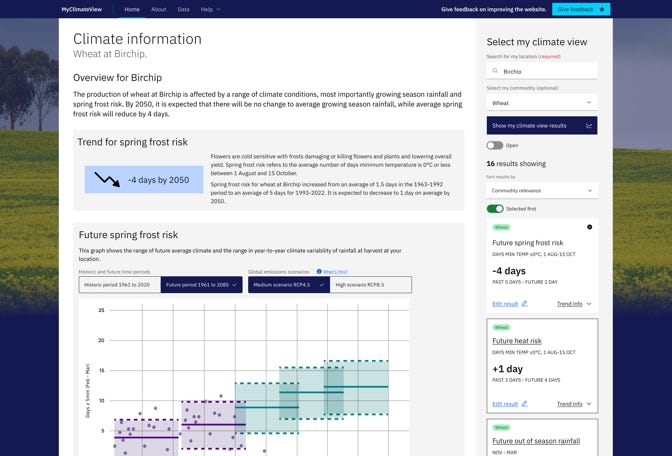 MyClimateView
Home
About
Data
Help
Give feedback on improving the website.
Give feedback
Climate information
Wheat at Birchip.
Overview for Birchip
The production of wheat at Birchip is affected by a range of climate conditions, most importantly growing season rainfall and
spring frost risk. By 2050, it is expected that there will be no change to average growing season rainfall, while average spring
frost risk will reduce by 4 days.
Trend for spring frost risk
-4 days by 2050
Flowers are cold sensitive with frosts damaging or killing flowers and plants and lowering overall
yield. Spring frost risk refers to the average number of days minimum temperature is 0°C or less
between 1 August and 15 October.
Spring frost risk for wheat at Birchip increased from an average of 1.5 days in the 1963-1992
period to an average of 5 days for 1993-2022. It is expected to decrease to 1 day on average by
2050.
Future spring frost risk
This graph shows the range of future average climate and the range in year-to-year climate variability of rainfall at harvest at your
location.
Historic and future time periods
Historic period 1961 to 2020
Future period 1961 to 2085
Global emissions scenarios
What's this?
Medium scenario RCP4.5
High scenario RCP8.5
25
20
15
10
5
Days ≥ 5mm (Feb - Mar)
Select my climate view
Search for my location (required)
Birchip
Select my commodity (optional)
Wheat
Show my climate view results
Open
16 results showing
Sort results by
Commodity relevance
Selected first
Wheat
Future spring frost risk
DAYS MIN TEMP ≤0°C, 1 AUG-15 OCT
-4 days
PAST 5 DAYS - FUTURE 1 DAY
Edit result
Trend info
Wheat
Future heat risk
DAYS MIN TEMP ≤0°C, 1 AUG-15 OCT
+1 day
PAST 3 DAYS - FUTURE 4 DAYS
Edit result
Trend info
Wheat
Future out of season rainfall
NOV - MAR